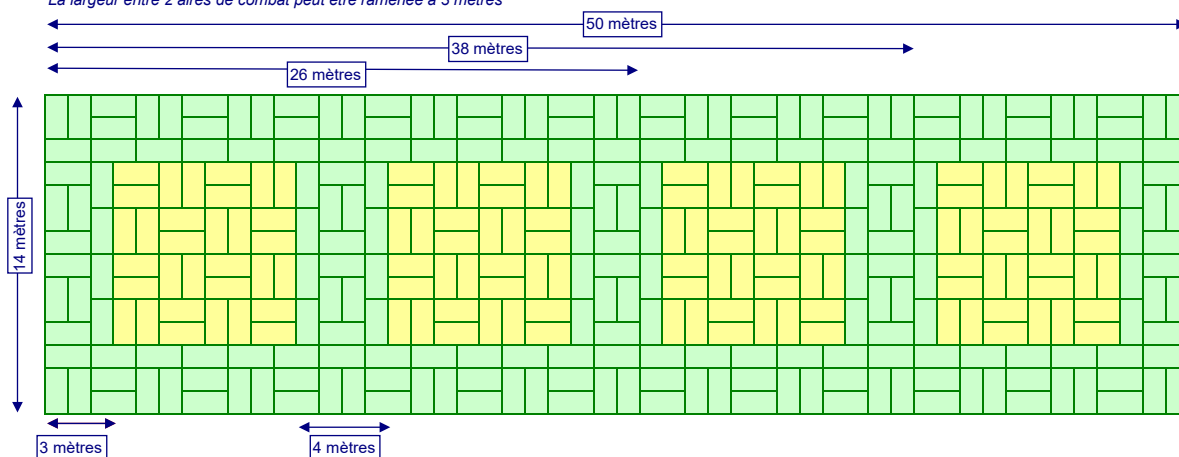 La largeur entre 2 aires de combat peut être ramenée à 3 mètres
50 mètres
38 mètres
26 mètres
14 mètres
3 mètres
4 mètres